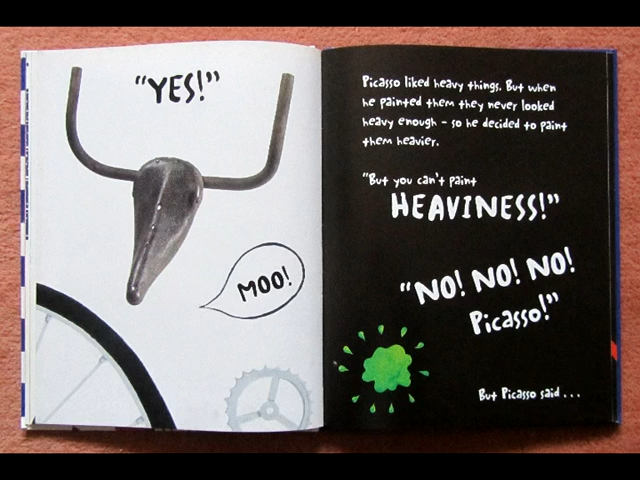 "YES!"
MOO!
Picasso liked heavy things. But when
he painted them they never looked
heavy enough – so he decided to paint
them heavier.
"But you can't paint
HEAVINESS!"
"NO! NO! NO!
Picasso!"
But Picasso said . . .